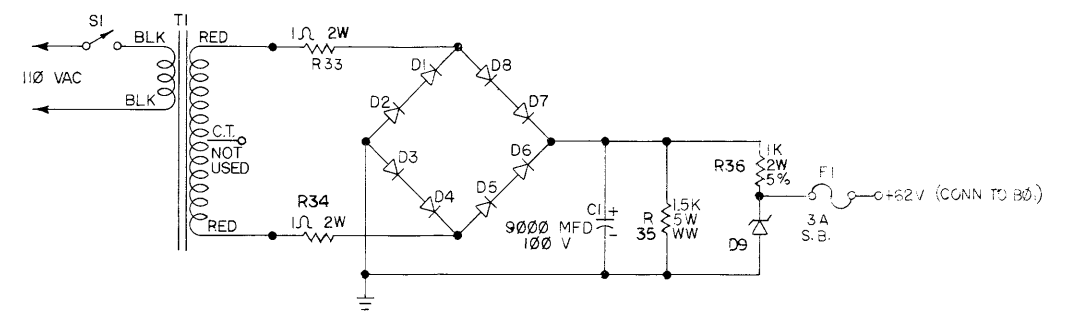 S1
T1
BLK
RED
1Ω 2W
R33
D1
D8
110 VAC
D2
D7
BLK
C.T.
NOT
USED
D3
D6
R36
1K
2W
5%
F1
+62V (CONN TO BØ1)
R34
D4
D5
C1
+
-
9000 MFD
100 V
R
35
1.5K
5W
WW
3A
S.B.
D9
RED
1Ω 2W